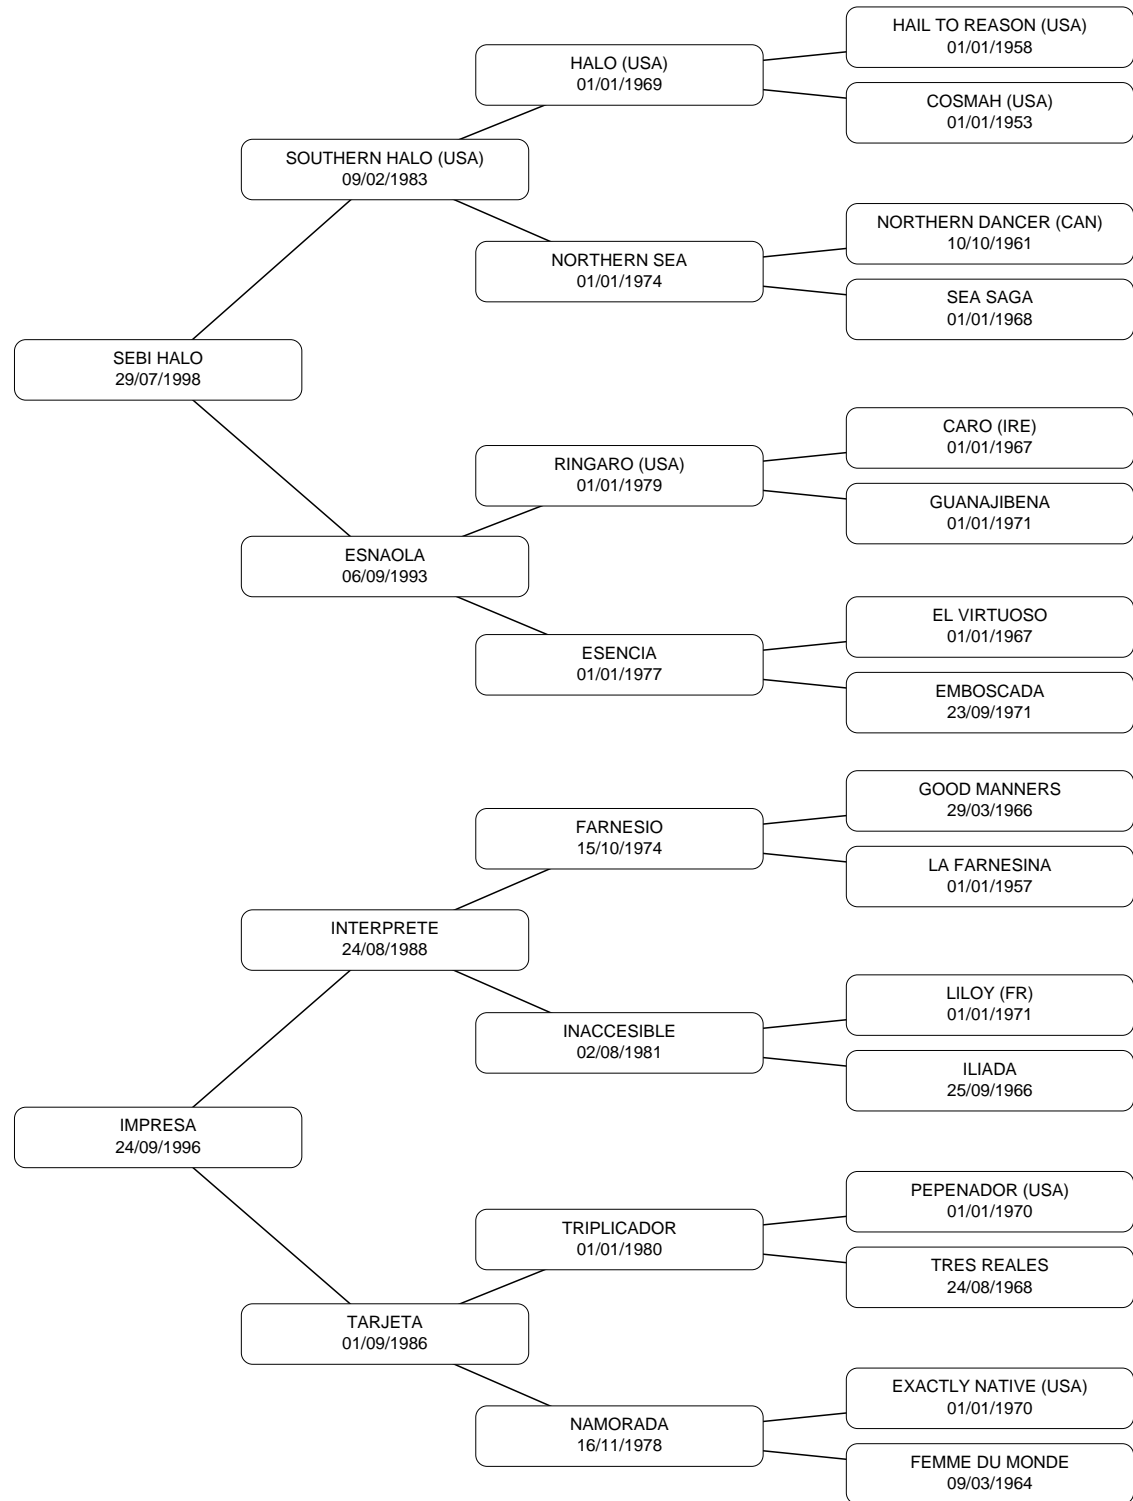 HAIL TO REASON (USA)
01/01/1958
HALO (USA)
01/01/1969
COSMAH (USA)
01/01/1953
SOUTHERN HALO (USA)
09/02/1983
NORTHERN DANCER (CAN)
10/10/1961
NORTHERN SEA
01/01/1974
SEA SAGA
01/01/1968
SEBI HALO
29/07/1998
CARO (IRE)
01/01/1967
RINGARO (USA)
01/01/1979
GUANAJIBENA
01/01/1971
ESNAOLA
06/09/1993
EL VIRTUOSO
01/01/1967
ESENCIA
01/01/1977
EMBOSCADA
23/09/1971
GOOD MANNERS
29/03/1966
FARNESIO
15/10/1974
LA FARNESINA
01/01/1957
INTERPRETE
24/08/1988
LILOY (FR)
01/01/1971
INACCESIBLE
02/08/1981
ILIADA
25/09/1966
IMPRESA
24/09/1996
PEPENADOR (USA)
01/01/1970
TRIPLICADOR
01/01/1980
TRES REALES
24/08/1968
TARJETA
01/09/1986
EXACTLY NATIVE (USA)
01/01/1970
NAMORADA
16/11/1978
FEMME DU MONDE
09/03/1964